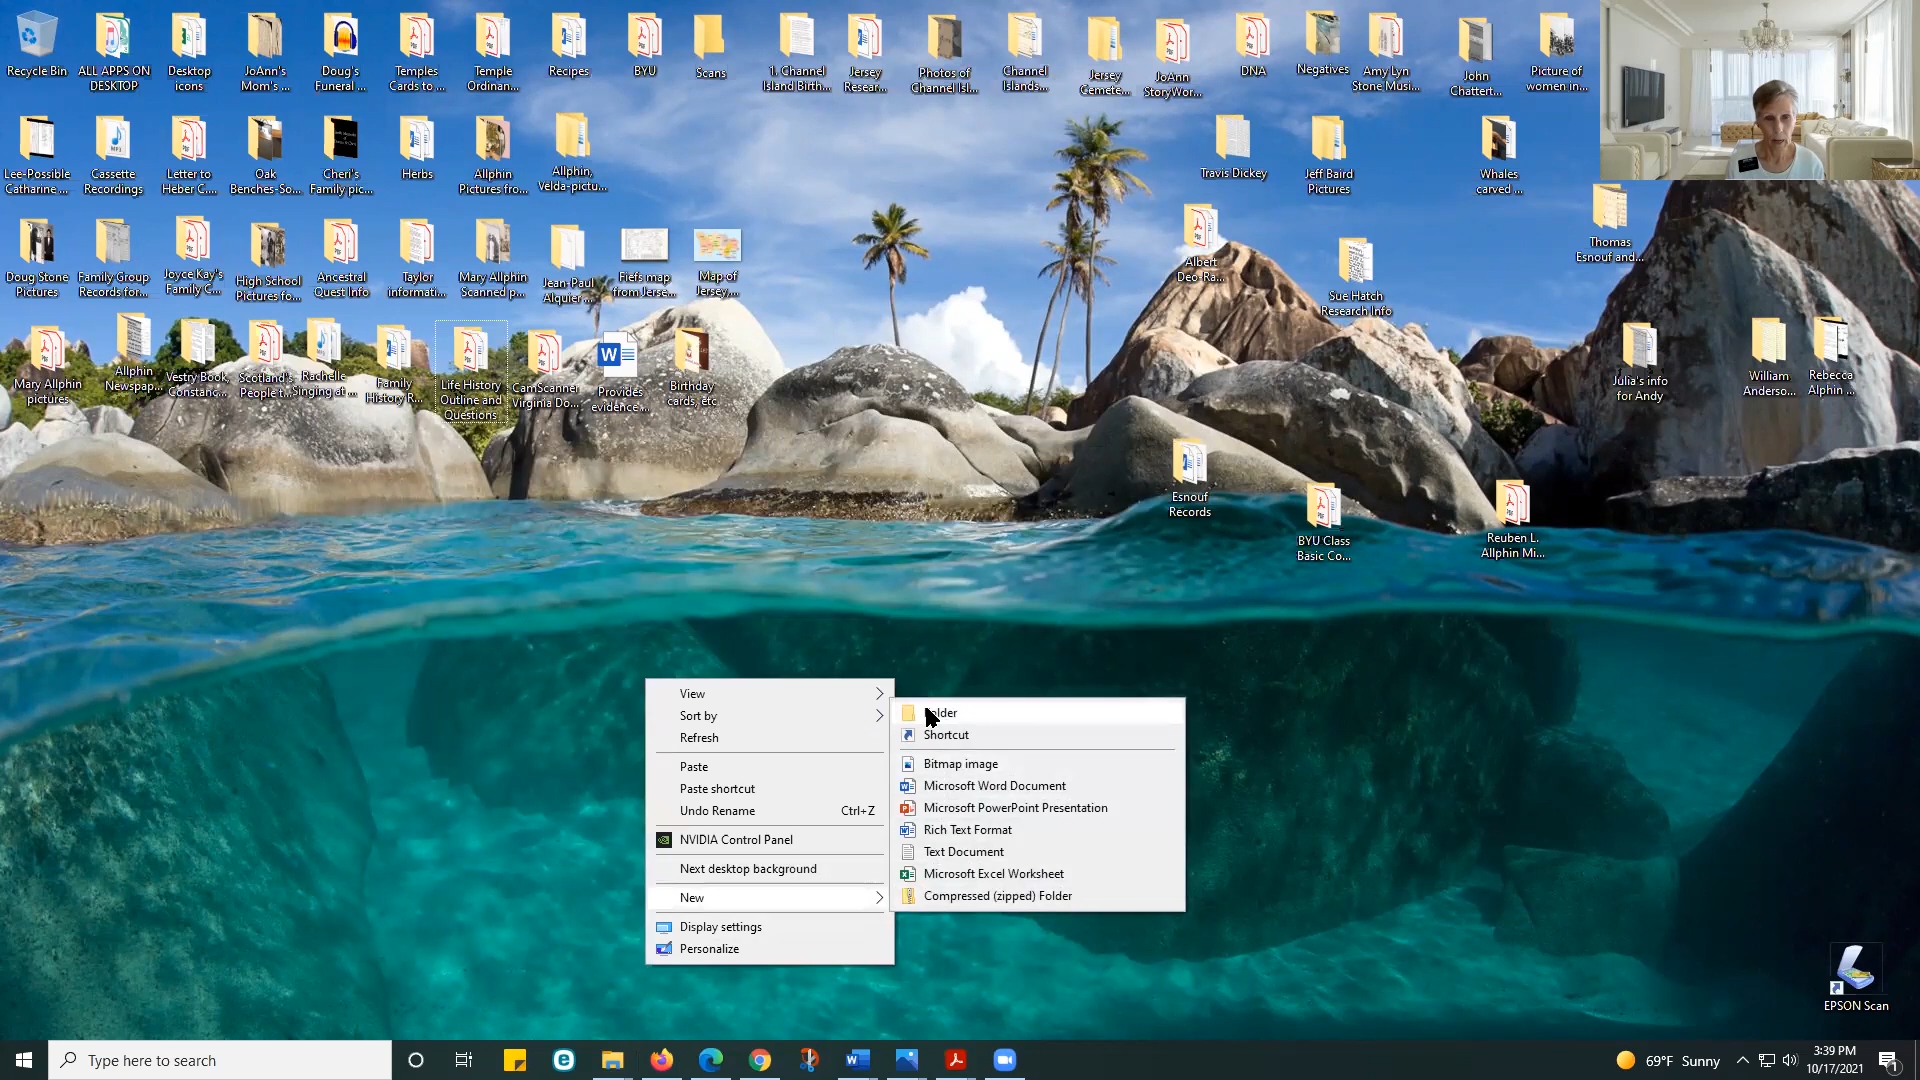 Recycle Bin
ALL APPS ON
DESKTOP
Desktop
icons
JoAnn's
Mom's ...
Doug's
Funeral ...
Temples
Cards to ...
Temple
Ordinan...
Recipes
BYU
Scans
1. Channel
Island Birth...
Jersey
Resear...
Photos of
Channel Isl...
Channel
Islands...
Jersey
Cemete...
JoAnn
StoryWor...
DNA
Negatives
Amy Lyn
Stone Musi...
John
Chattert...
Picture of
women in...
Lee-Possible
Catharine ...
Cassette
Recordings
Letter to
Heber C....
Oak
Benches-So...
Cheri's
Family pic...
Herbs
Allphin
Pictures fro...
Allphin,
Velda-pictu...
Travis Dickey
Jeff Baird
Pictures
Whales
carved ...
Doug Stone
Pictures
Family Group
Records for...
Joyce Kay's
Family C...
High School
Pictures fo...
Ancestral
Quest Info
Taylor
informati...
Mary Allphin
Scanned p...
Jean-Paul
Alquier ...
Fiefs map
from Jerse...
Map of
Jersey,...
Albert
Deo-Ra...
Sue Hatch
Research Info
Thomas
Esnouf and...
Mary Allphin
pictures
Allphin
Newspap...
Vestry Book,
Constanc...
Scotland's
People t...
Rachelle
Singing at ...
Family
History R...
Life History
Outline and
Questions
CamScanner
Virginia Do...
Provides
evidence ...
Birthday
cards, etc
Julia's info
for Andy
William
Anderso...
Rebecca
Alphin ...
Esnouf
Records
BYU Class
Basic Co...
Reuben L.
Allphin Mi...
View
Sort by
Refresh
Paste
Paste shortcut
Undo Rename Ctrl+Z
NVIDIA Control Panel
Next desktop background
New
Display settings
Personalize
Folder
Shortcut
Bitmap image
Microsoft Word Document
Microsoft PowerPoint Presentation
Rich Text Format
Text Document
Microsoft Excel Worksheet
Compressed (zipped) Folder
EPSON Scan
Type here to search
69°F Sunny
3:39 PM
10/17/2021
1